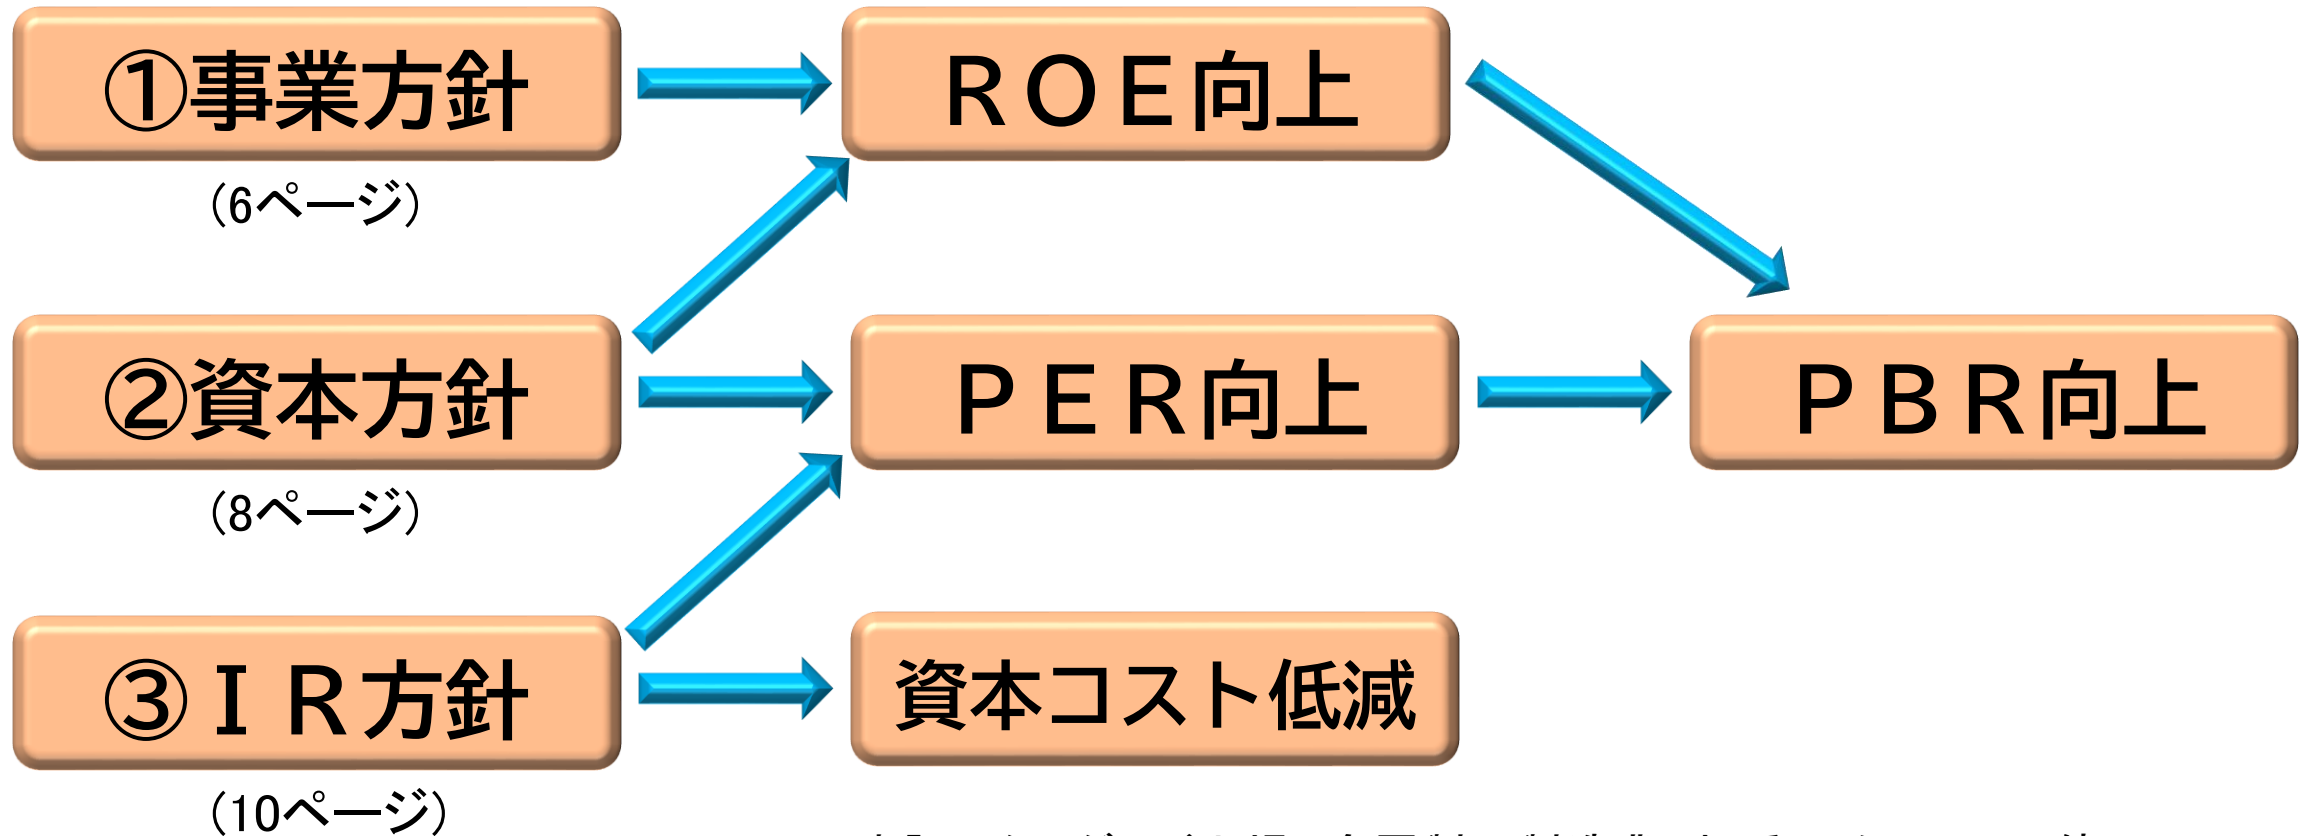 ①事業方針
ROE向上
(6ページ)
②資本方針
PER向上
PBR向上
(8ページ)
③IR方針
資本コスト低減
(10ページ)